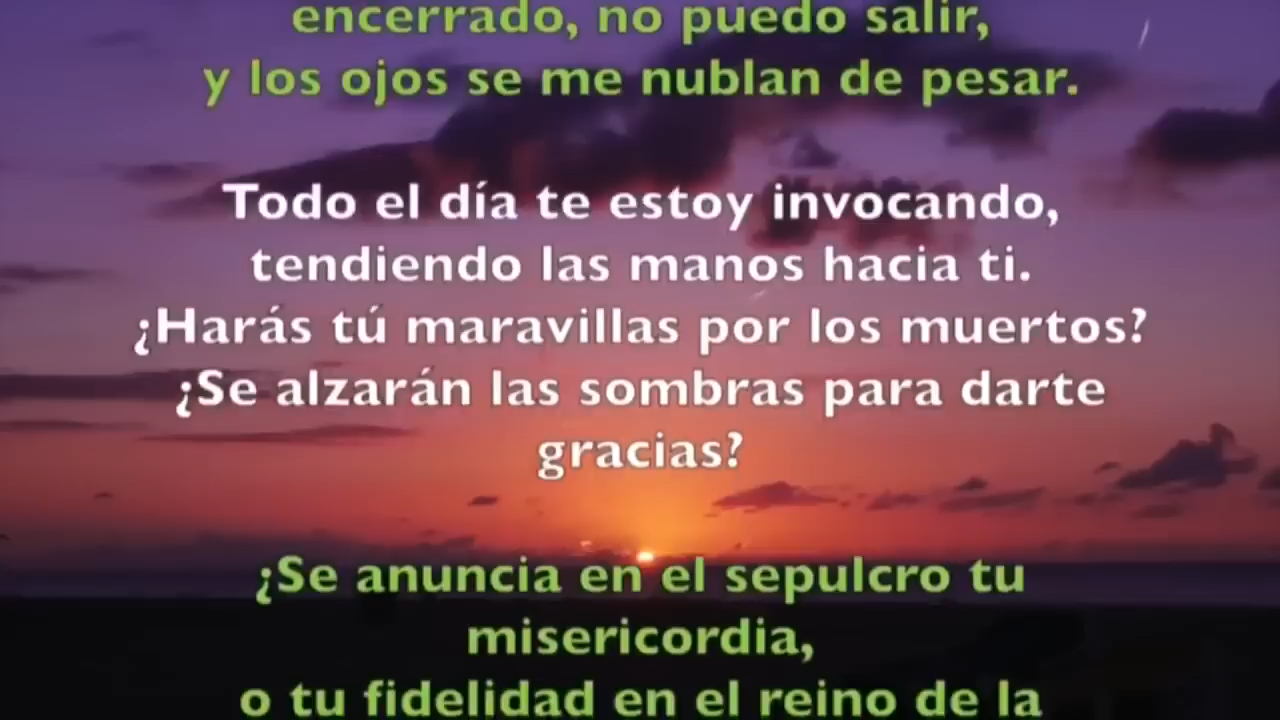 encerrado, no puedo salir,
y los ojos se me nublan de pesar.
Todo el día te estoy invocando,
tendiendo las manos hacia ti.
¿Harás tú maravillas por los muertos?
¿Se alzarán las sombras para darte
gracias?
¿Se anuncia en el sepulcro tu
misericordia,
o tu fidelidad en el reino de la